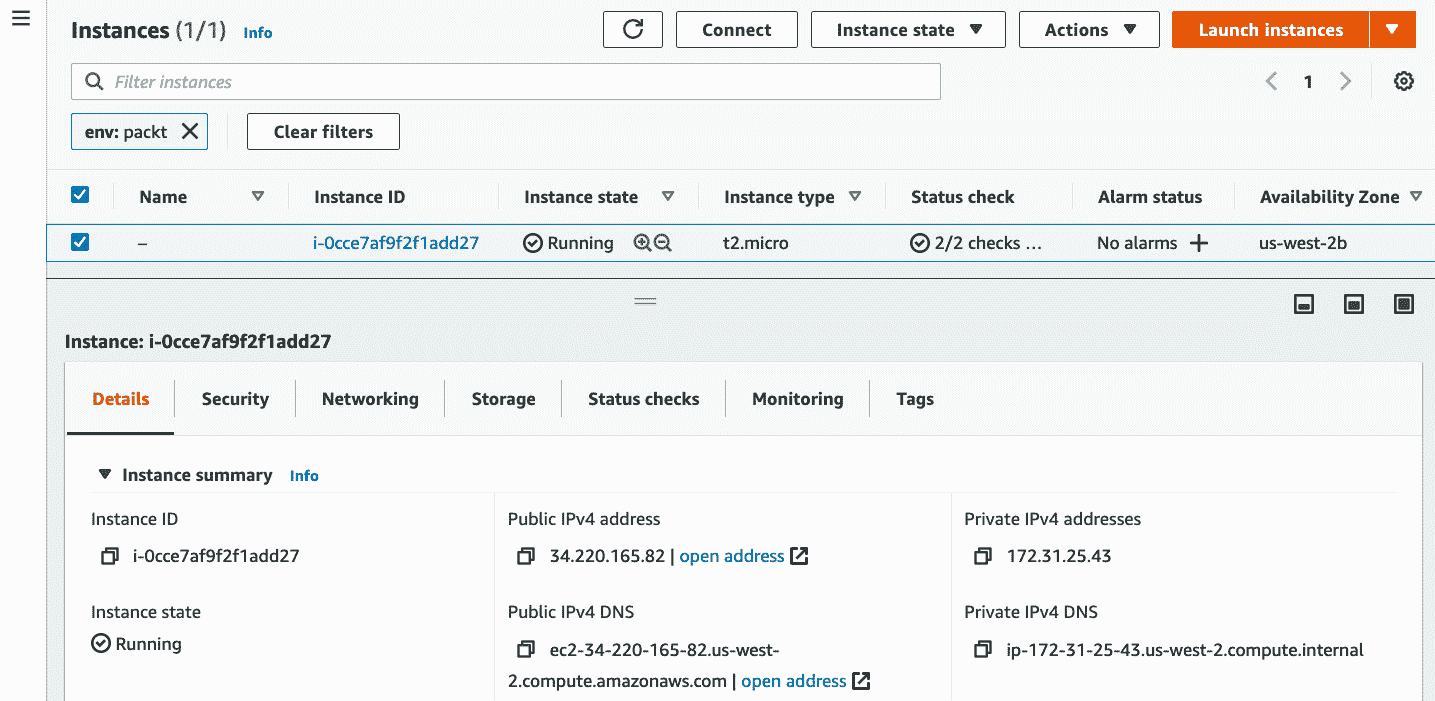 Instances (1/1) Info Connect Instance state Actions Launch instances
Filter instances 1
env: packt Clear filters
Name Instance ID Instance state Instance type Status check Alarm status Availability Zone
– i-0cce7af9f2f1add27 Running t2.micro 2/2 checks ... No alarms + us-west-2b
Instance: i-0cce7af9f2f1add27
Details Security Networking Storage Status checks Monitoring Tags
Instance summary Info
Instance ID Public IPv4 address Private IPv4 addresses
i-0cce7af9f2f1add27 34.220.165.82 | open address 172.31.25.43
Instance state Public IPv4 DNS Private IPv4 DNS
Running ec2-34-220-165-82.us-west- ip-172-31-25-43.us-west-2.compute.internal
2.compute.amazonaws.com | open address